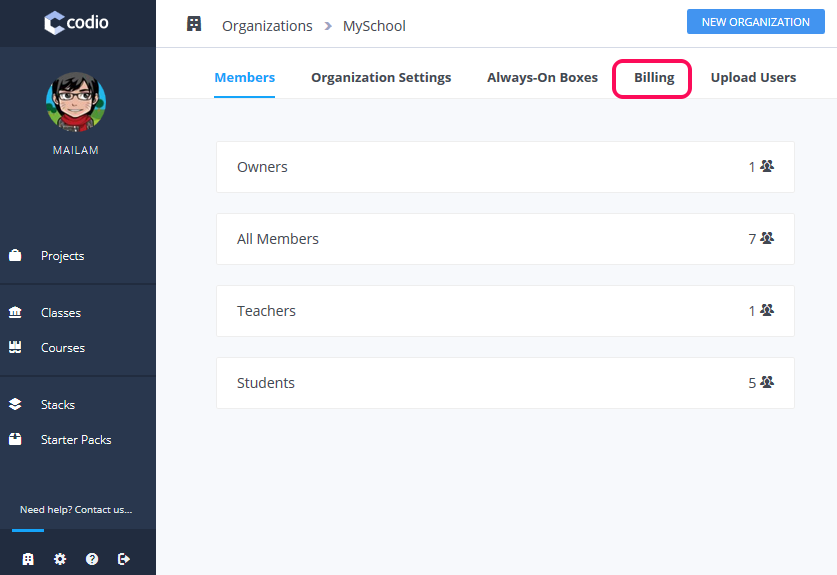 codio
MAILAM
Projects
Classes
Courses
Stacks
Starter Packs
Need help? Contact us...
Organizations > MySchool
NEW ORGANIZATION
Members Organization Settings Always-On Boxes Billing Upload Users
Owners 1
All Members 7
Teachers 1
Students 5